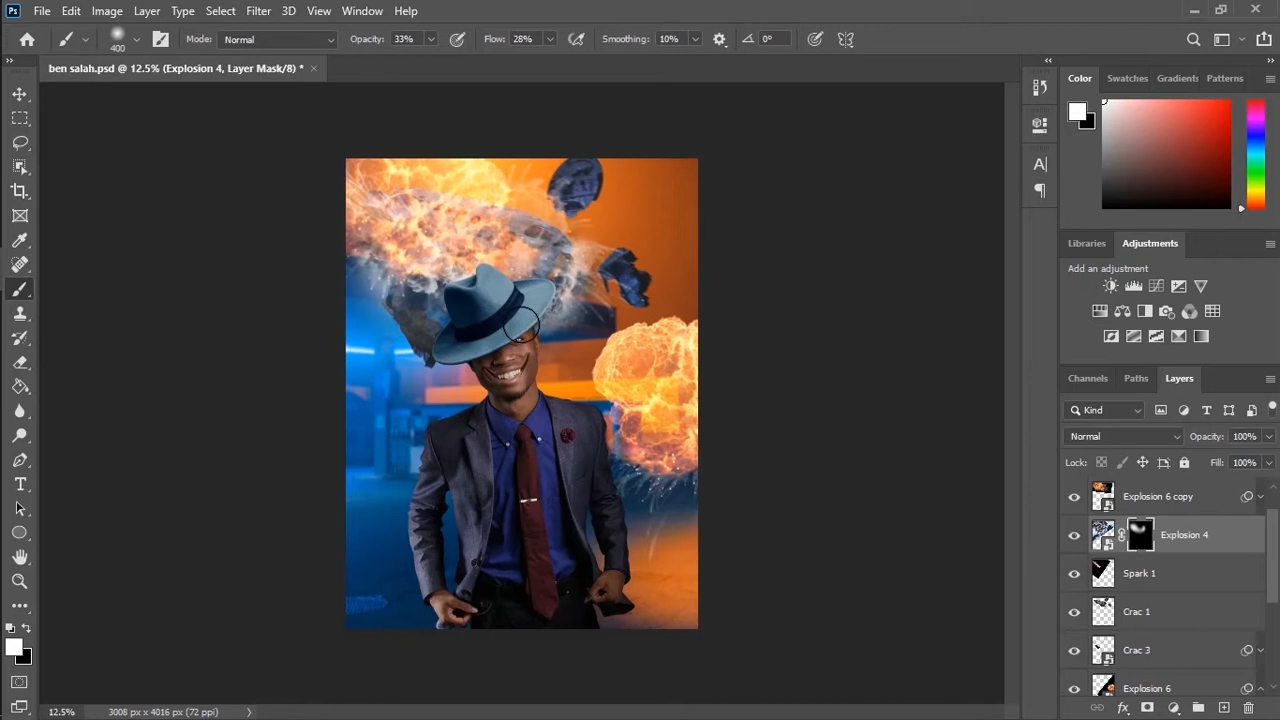 Ps File Edit Image Layer Type Select Filter 3D View Window Help
400 Mode: Normal Opacity: 33% Flow: 28% Smoothing: 10% 0°
ben salah.psd @ 12.5% (Explosion 4, Layer Mask/8) *
Color Swatches Gradients Patterns
Libraries Adjustments
Add an adjustment
Channels Paths Layers
Kind
Normal Opacity: 100%
Lock: Fill: 100%
Explosion 6 copy
Explosion 4
Spark 1
Crac 1
Crac 3
Explosion 6
12.5% 3008 px x 4016 px (72 ppi)